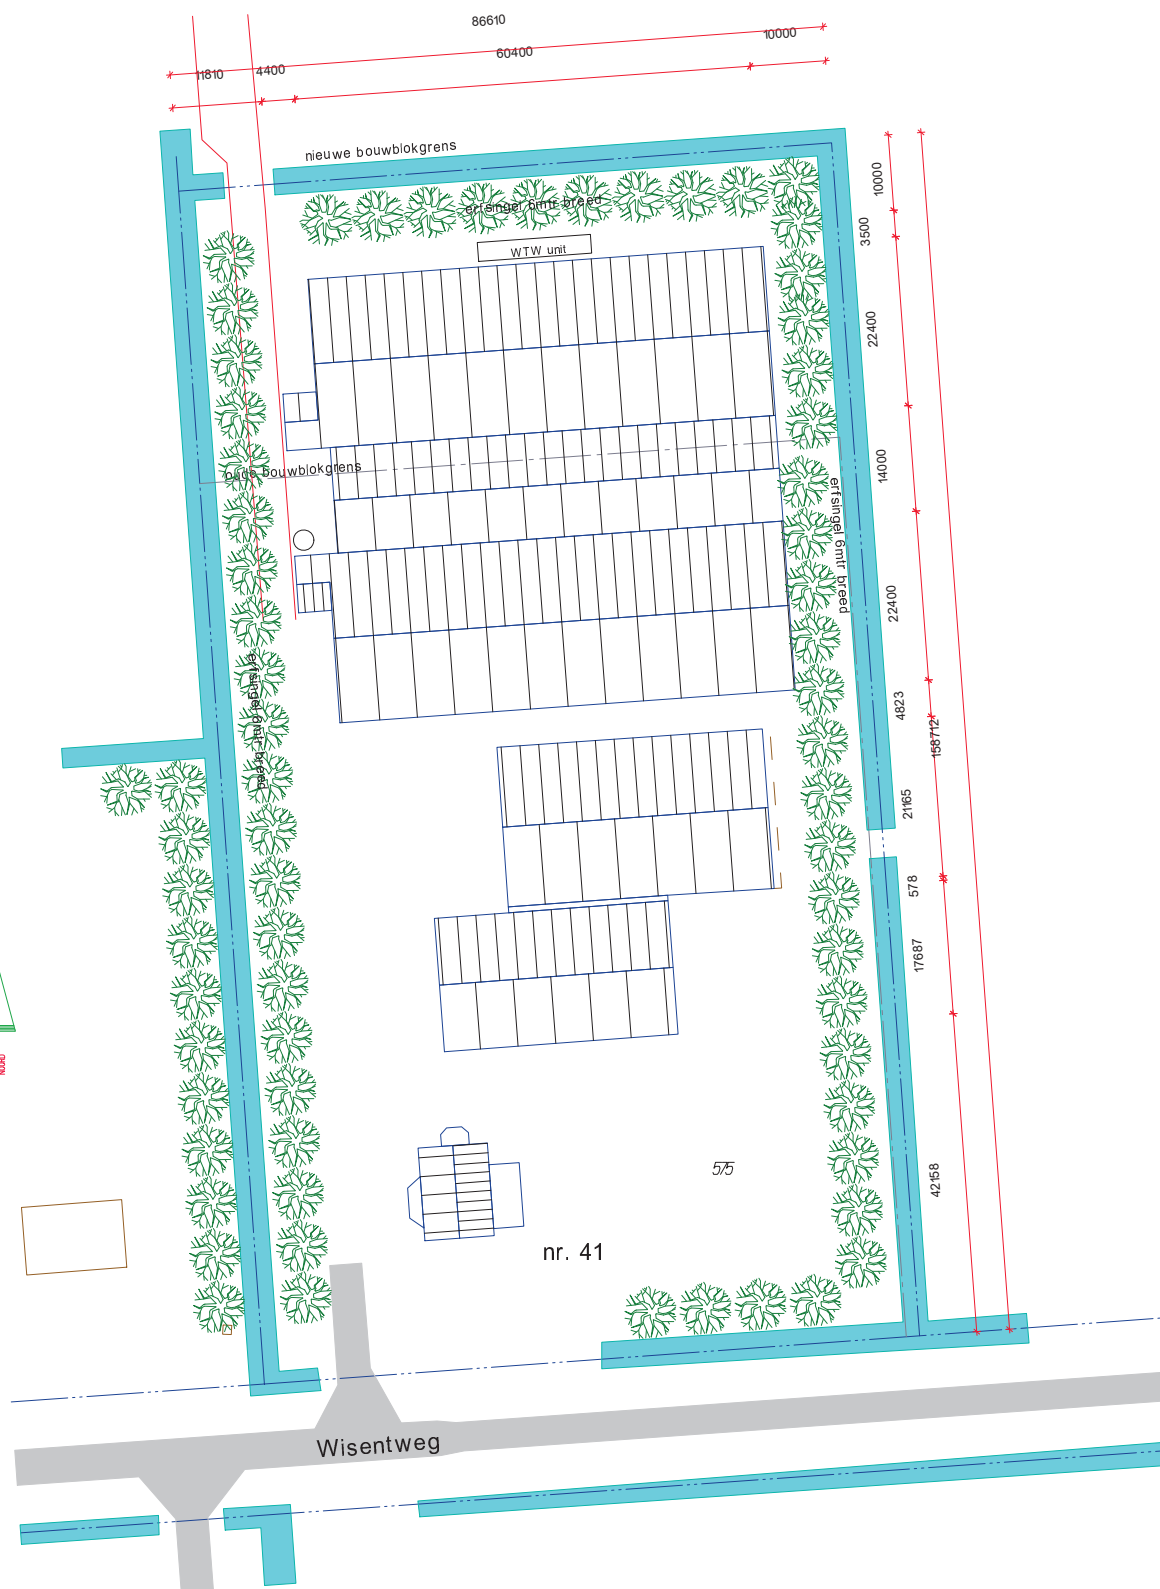 86610
60400
10000
11810
4400
nieuwe bouwblokgrens
erfsingel 6mtr breed
WTW unit
10000
3500
22400
oude bouwblokgrens
14000
erfsingel 6mtr breed
22400
erfsingel 6mtr breed
4823
158712
21165
578
17687
NOORD
575
42158
nr. 41
Wisentweg